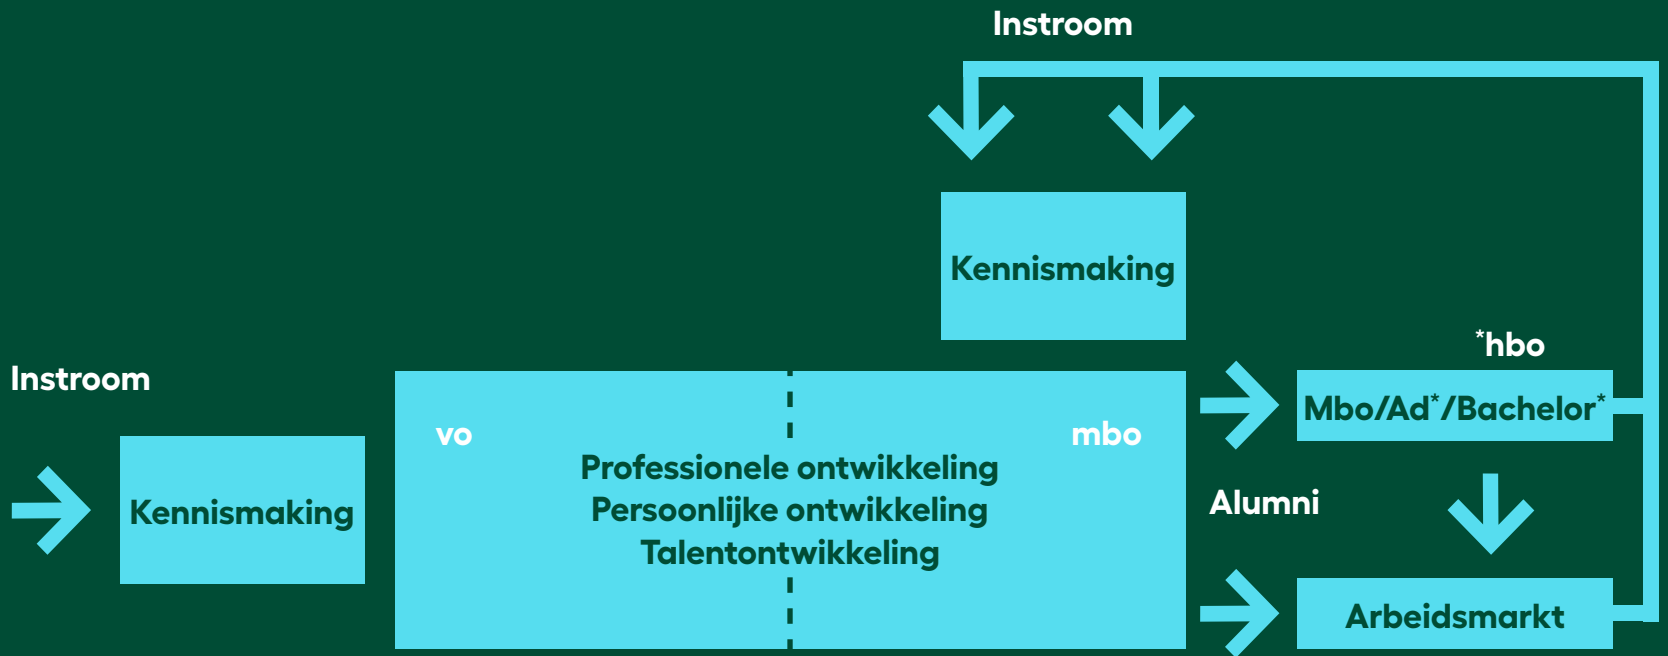 Instroom
Kennismaking
*hbo
Instroom
Mbo/Ad*/Bachelor*
vo
mbo
Professionele ontwikkeling
Persoonlijke ontwikkeling
Talentontwikkeling
Kennismaking
Alumni
Arbeidsmarkt